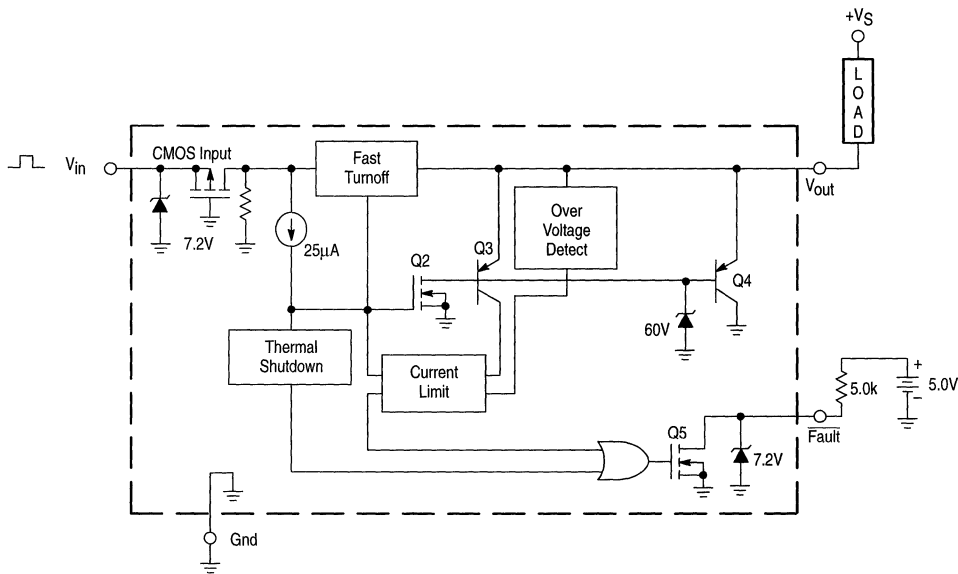 +VS
LOAD
CMOS Input
Vin
Fast
Turnoff
Vout
Over
Voltage
Detect
7.2V
25μA
Q3
Q2
Q4
60V
Thermal
Shutdown
Current
Limit
+
5.0k
5.0V
–
Fault
Q5
7.2V
Gnd